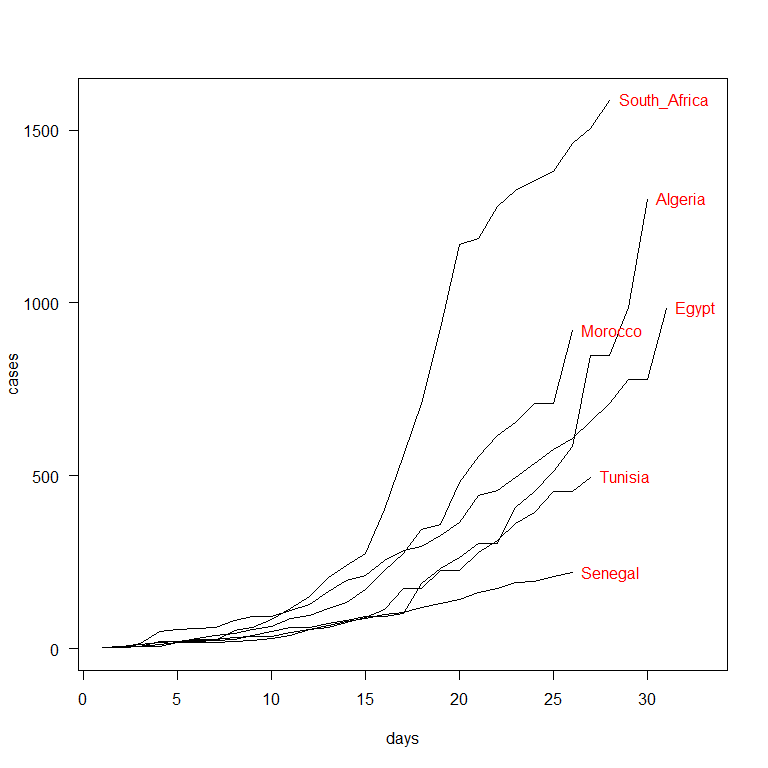 South_Africa
1500
Algeria
1000
Egypt
Morocco
cases
500
Tunisia
Senegal
0
0 5 10 15 20 25 30
days